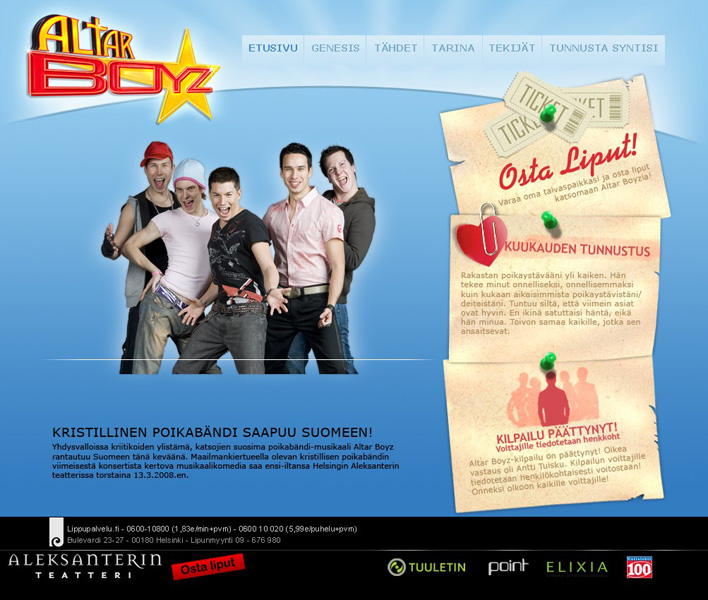 ALTAR
BOYZ
ETUSIVU
GENESIS
TÄHDET
TARINA
TEKIJÄT
TUNNUSTA SYNTISI
TICKET
TICKET
Osta Liput!
Varaa oma taivaspaikkasi ja osta liput
katsomaan Altar Boyzia!
KUUKAUDEN TUNNUSTUS
Rakastan poikaystävääni yli kaiken. Hän
tekee minut onnelliseksi, onnellisemmaksi
kuin kukaan aikaisimmista poikaystävistäni/
deiteistäni. Tuntuu siltä, että viimein asiat
ovat hyvin. En ikinä satuttaisi häntä, eikä
hän minua. Toivon samaa kaikille, jotka sen
ansaitsevat.
KILPAILU PÄÄTTYNYT!
Voittajille tiedotetaan henkkoht
Altar Boyz-kilpailu on päättynyt! Oikea
vastaus oli Antti Tuisku. Kilpailun voittajille
tiedotetaan henkilökohtaisesti voitostaan!
Onneksi olkoon kaikille voittajille!
KRISTILLINEN POIKABÄNDI SAAPUU SUOMEEN!
Yhdysvalloissa kriitikoiden ylistämä, katsojien suosima poikabändi-musikaali Altar Boyz
rantautuu Suomeen tänä keväänä. Maailmankiertueella olevan kristillisen poikabändin
viimeisestä konsertista kertova musikaalikomedia saa ensi-iltansa Helsingin Aleksanterin
teatterissa torstaina 13.3.2008.en.
Lippupalvelu.fi - 0600-10800 (1,83e/min+pvm) - 0600 10 020 (5,99e/puhelu+pvm)
Bulevardi 23-27 - 00180 Helsinki - Lipunmyynti 09 - 676 980
ALEKSANTERIN
TEATTERI
Osta liput
TUULETIN
point
ELIXIA
100